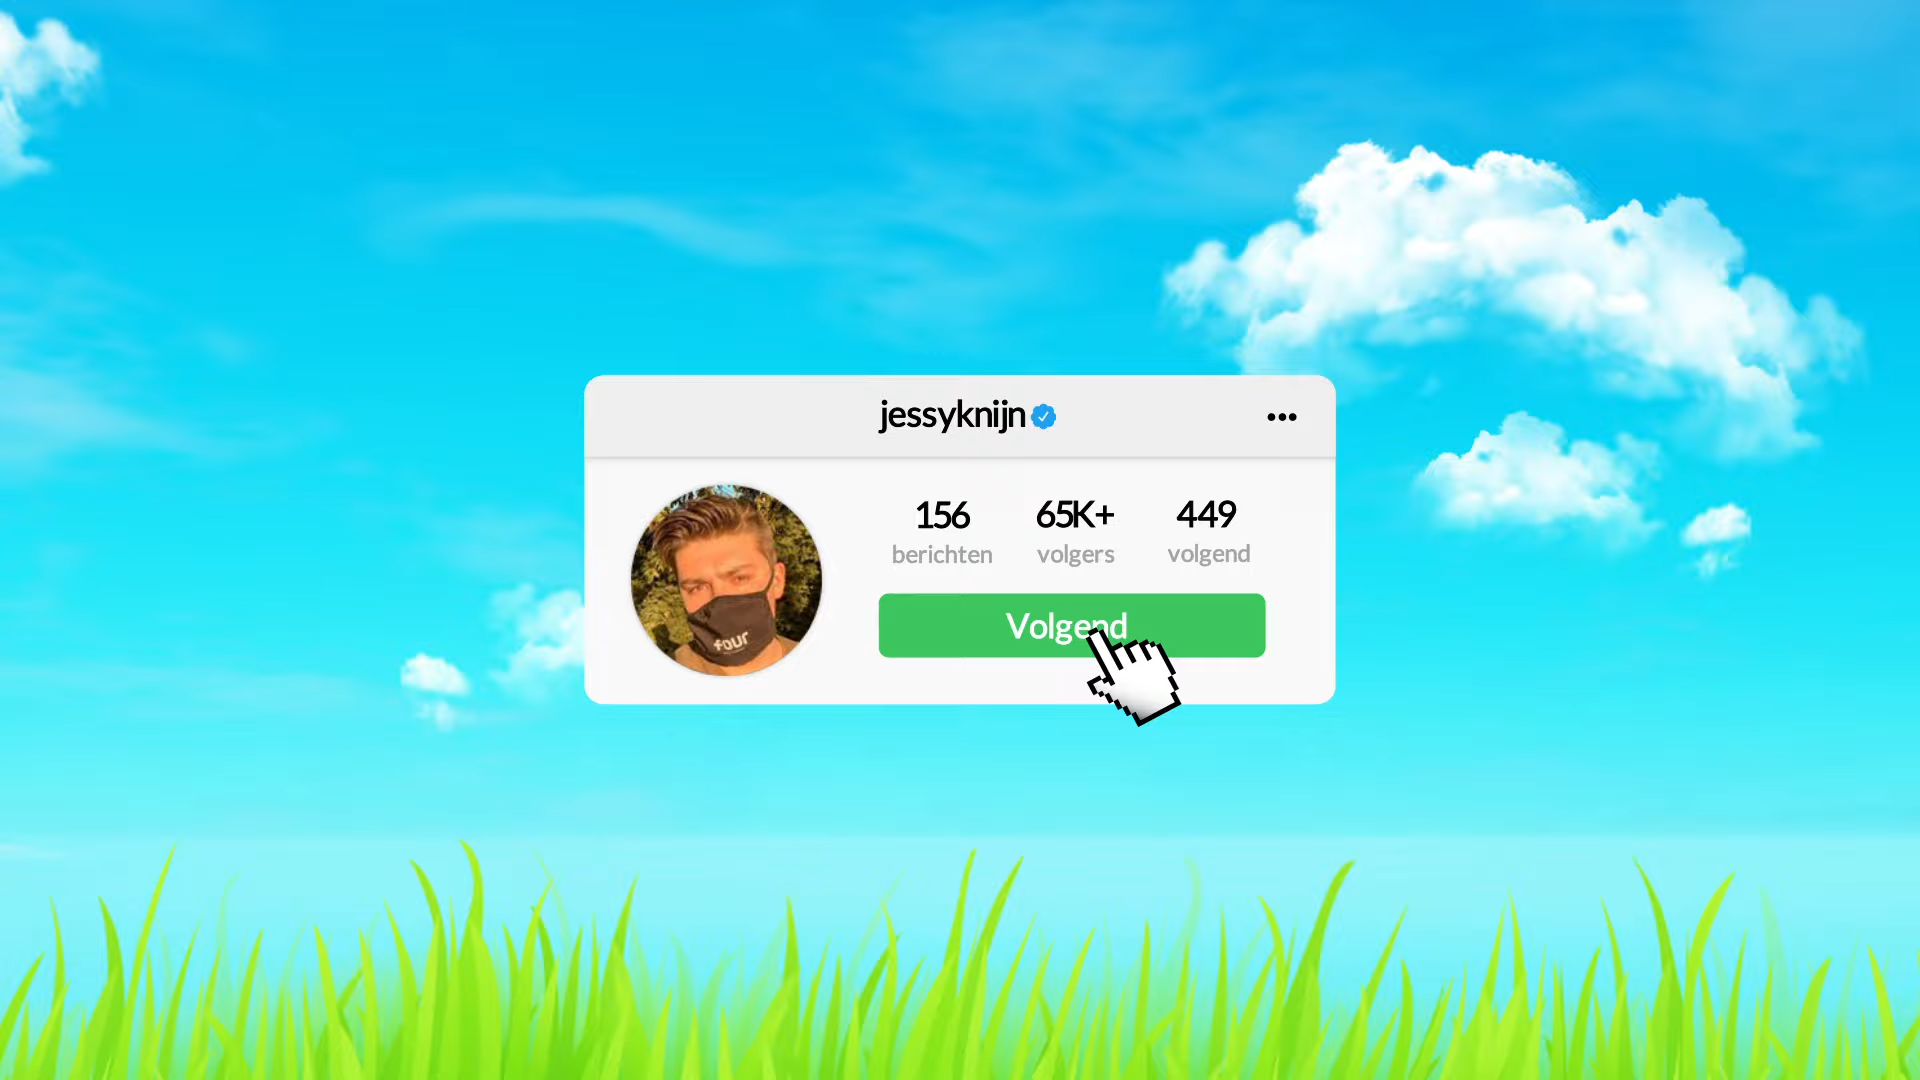 jessyknijn
156 65K+ 449
berichten volgers volgend
Volgend
four